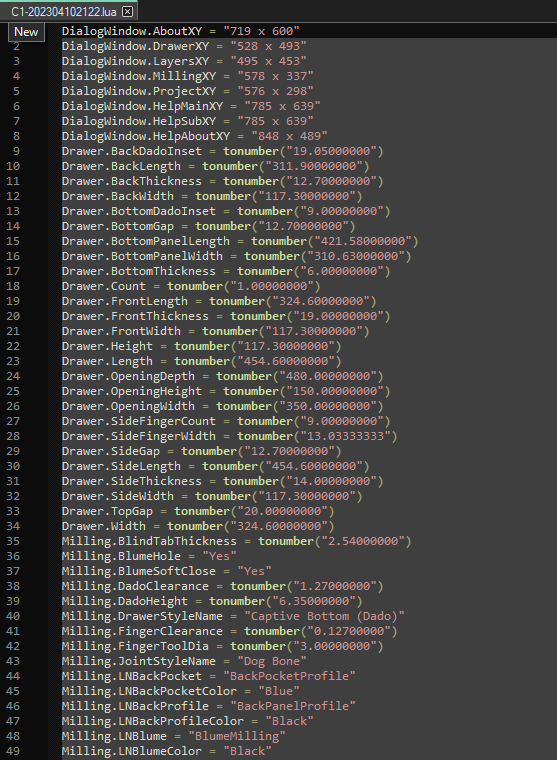 C1-202304102122.lua
New
DialogWindow.AboutXY = "719 x 600"
2 DialogWindow.DrawerXY = "528 x 493"
3 DialogWindow.LayersXY = "495 x 453"
4 DialogWindow.MillingXY = "578 x 337"
5 DialogWindow.ProjectXY = "576 x 298"
6 DialogWindow.HelpMainXY = "785 x 639"
7 DialogWindow.HelpSubXY = "785 x 639"
8 DialogWindow.HelpAboutXY = "848 x 489"
9 Drawer.BackDadoInset = tonumber("19.05000000")
10 Drawer.BackLength = tonumber("311.90000000")
11 Drawer.BackThickness = tonumber("12.70000000")
12 Drawer.BackWidth = tonumber("117.30000000")
13 Drawer.BottomDadoInset = tonumber("9.00000000")
14 Drawer.BottomGap = tonumber("12.70000000")
15 Drawer.BottomPanelLength = tonumber("421.58000000")
16 Drawer.BottomPanelWidth = tonumber("310.63000000")
17 Drawer.BottomThickness = tonumber("6.00000000")
18 Drawer.Count = tonumber("1.00000000")
19 Drawer.FrontLength = tonumber("324.60000000")
20 Drawer.FrontThickness = tonumber("19.00000000")
21 Drawer.FrontWidth = tonumber("117.30000000")
22 Drawer.Height = tonumber("117.30000000")
23 Drawer.Length = tonumber("454.60000000")
24 Drawer.OpeningDepth = tonumber("480.00000000")
25 Drawer.OpeningHeight = tonumber("150.00000000")
26 Drawer.OpeningWidth = tonumber("350.00000000")
27 Drawer.SideFingerCount = tonumber("9.00000000")
28 Drawer.SideFingerWidth = tonumber("13.03333333")
29 Drawer.SideGap = tonumber("12.70000000")
30 Drawer.SideLength = tonumber("454.60000000")
31 Drawer.SideThickness = tonumber("14.00000000")
32 Drawer.SideWidth = tonumber("117.30000000")
33 Drawer.TopGap = tonumber("20.00000000")
34 Drawer.Width = tonumber("324.60000000")
35 Milling.BlindTabThickness = tonumber("2.54000000")
36 Milling.BlumeHole = "Yes"
37 Milling.BlumeSoftClose = "Yes"
38 Milling.DadoClearance = tonumber("1.27000000")
39 Milling.DadoHeight = tonumber("6.35000000")
40 Milling.DrawerStyleName = "Captive Bottom (Dado)"
41 Milling.FingerClearance = tonumber("0.12700000")
42 Milling.FingerToolDia = tonumber("3.00000000")
43 Milling.JointStyleName = "Dog Bone"
44 Milling.LNBackPocket = "BackPocketProfile"
45 Milling.LNBackPocketColor = "Blue"
46 Milling.LNBackProfile = "BackPanelProfile"
47 Milling.LNBackProfileColor = "Black"
48 Milling.LNBlume = "BlumeMilling"
49 Milling.LNBlumeColor = "Black"